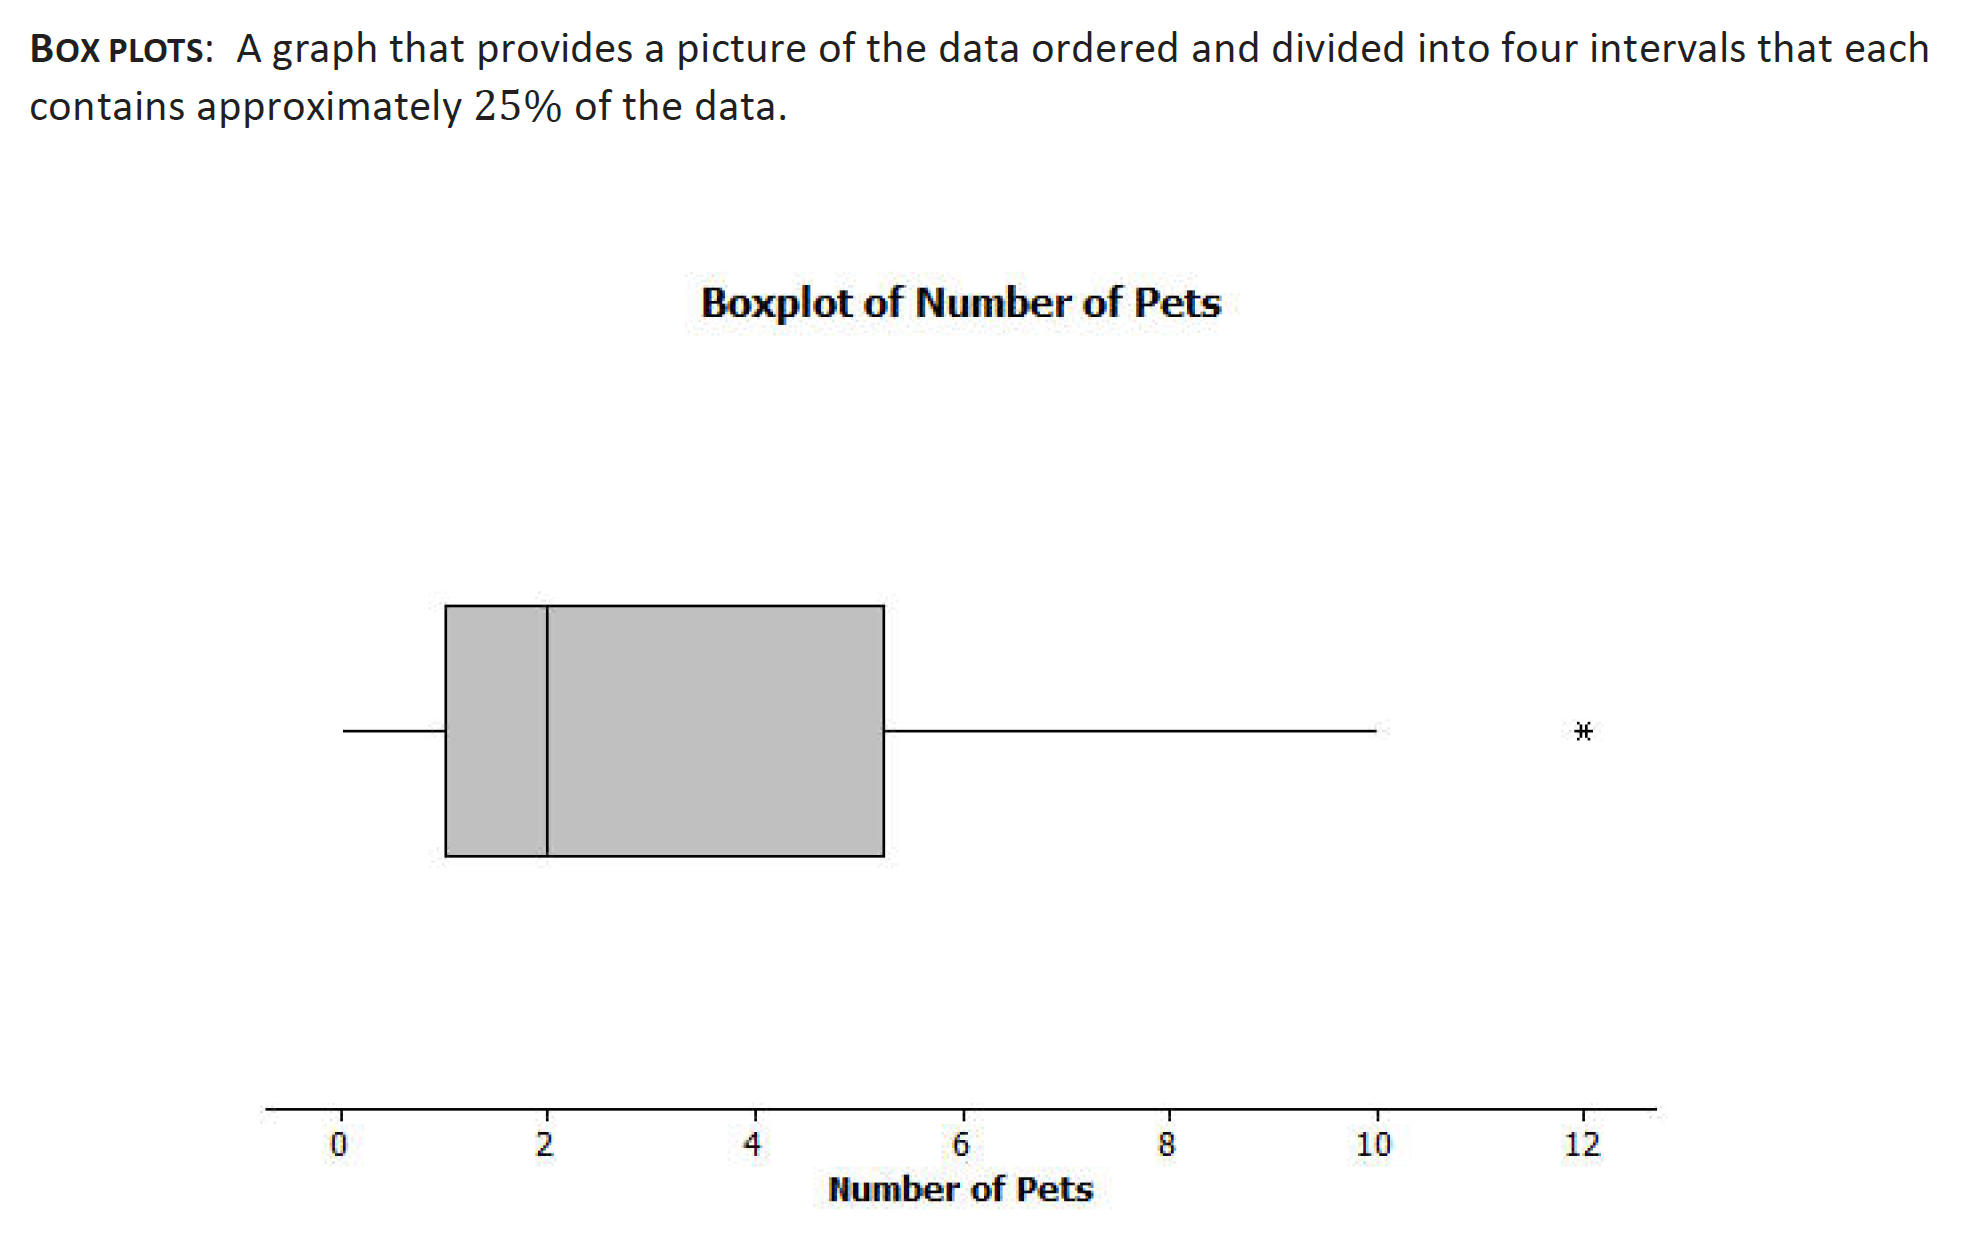 BOX PLOTS: A graph that provides a picture of the data ordered and divided into four intervals that each
contains approximately 25% of the data.
Boxplot of Number of Pets
0 2 4 6 8 10 12
Number of Pets